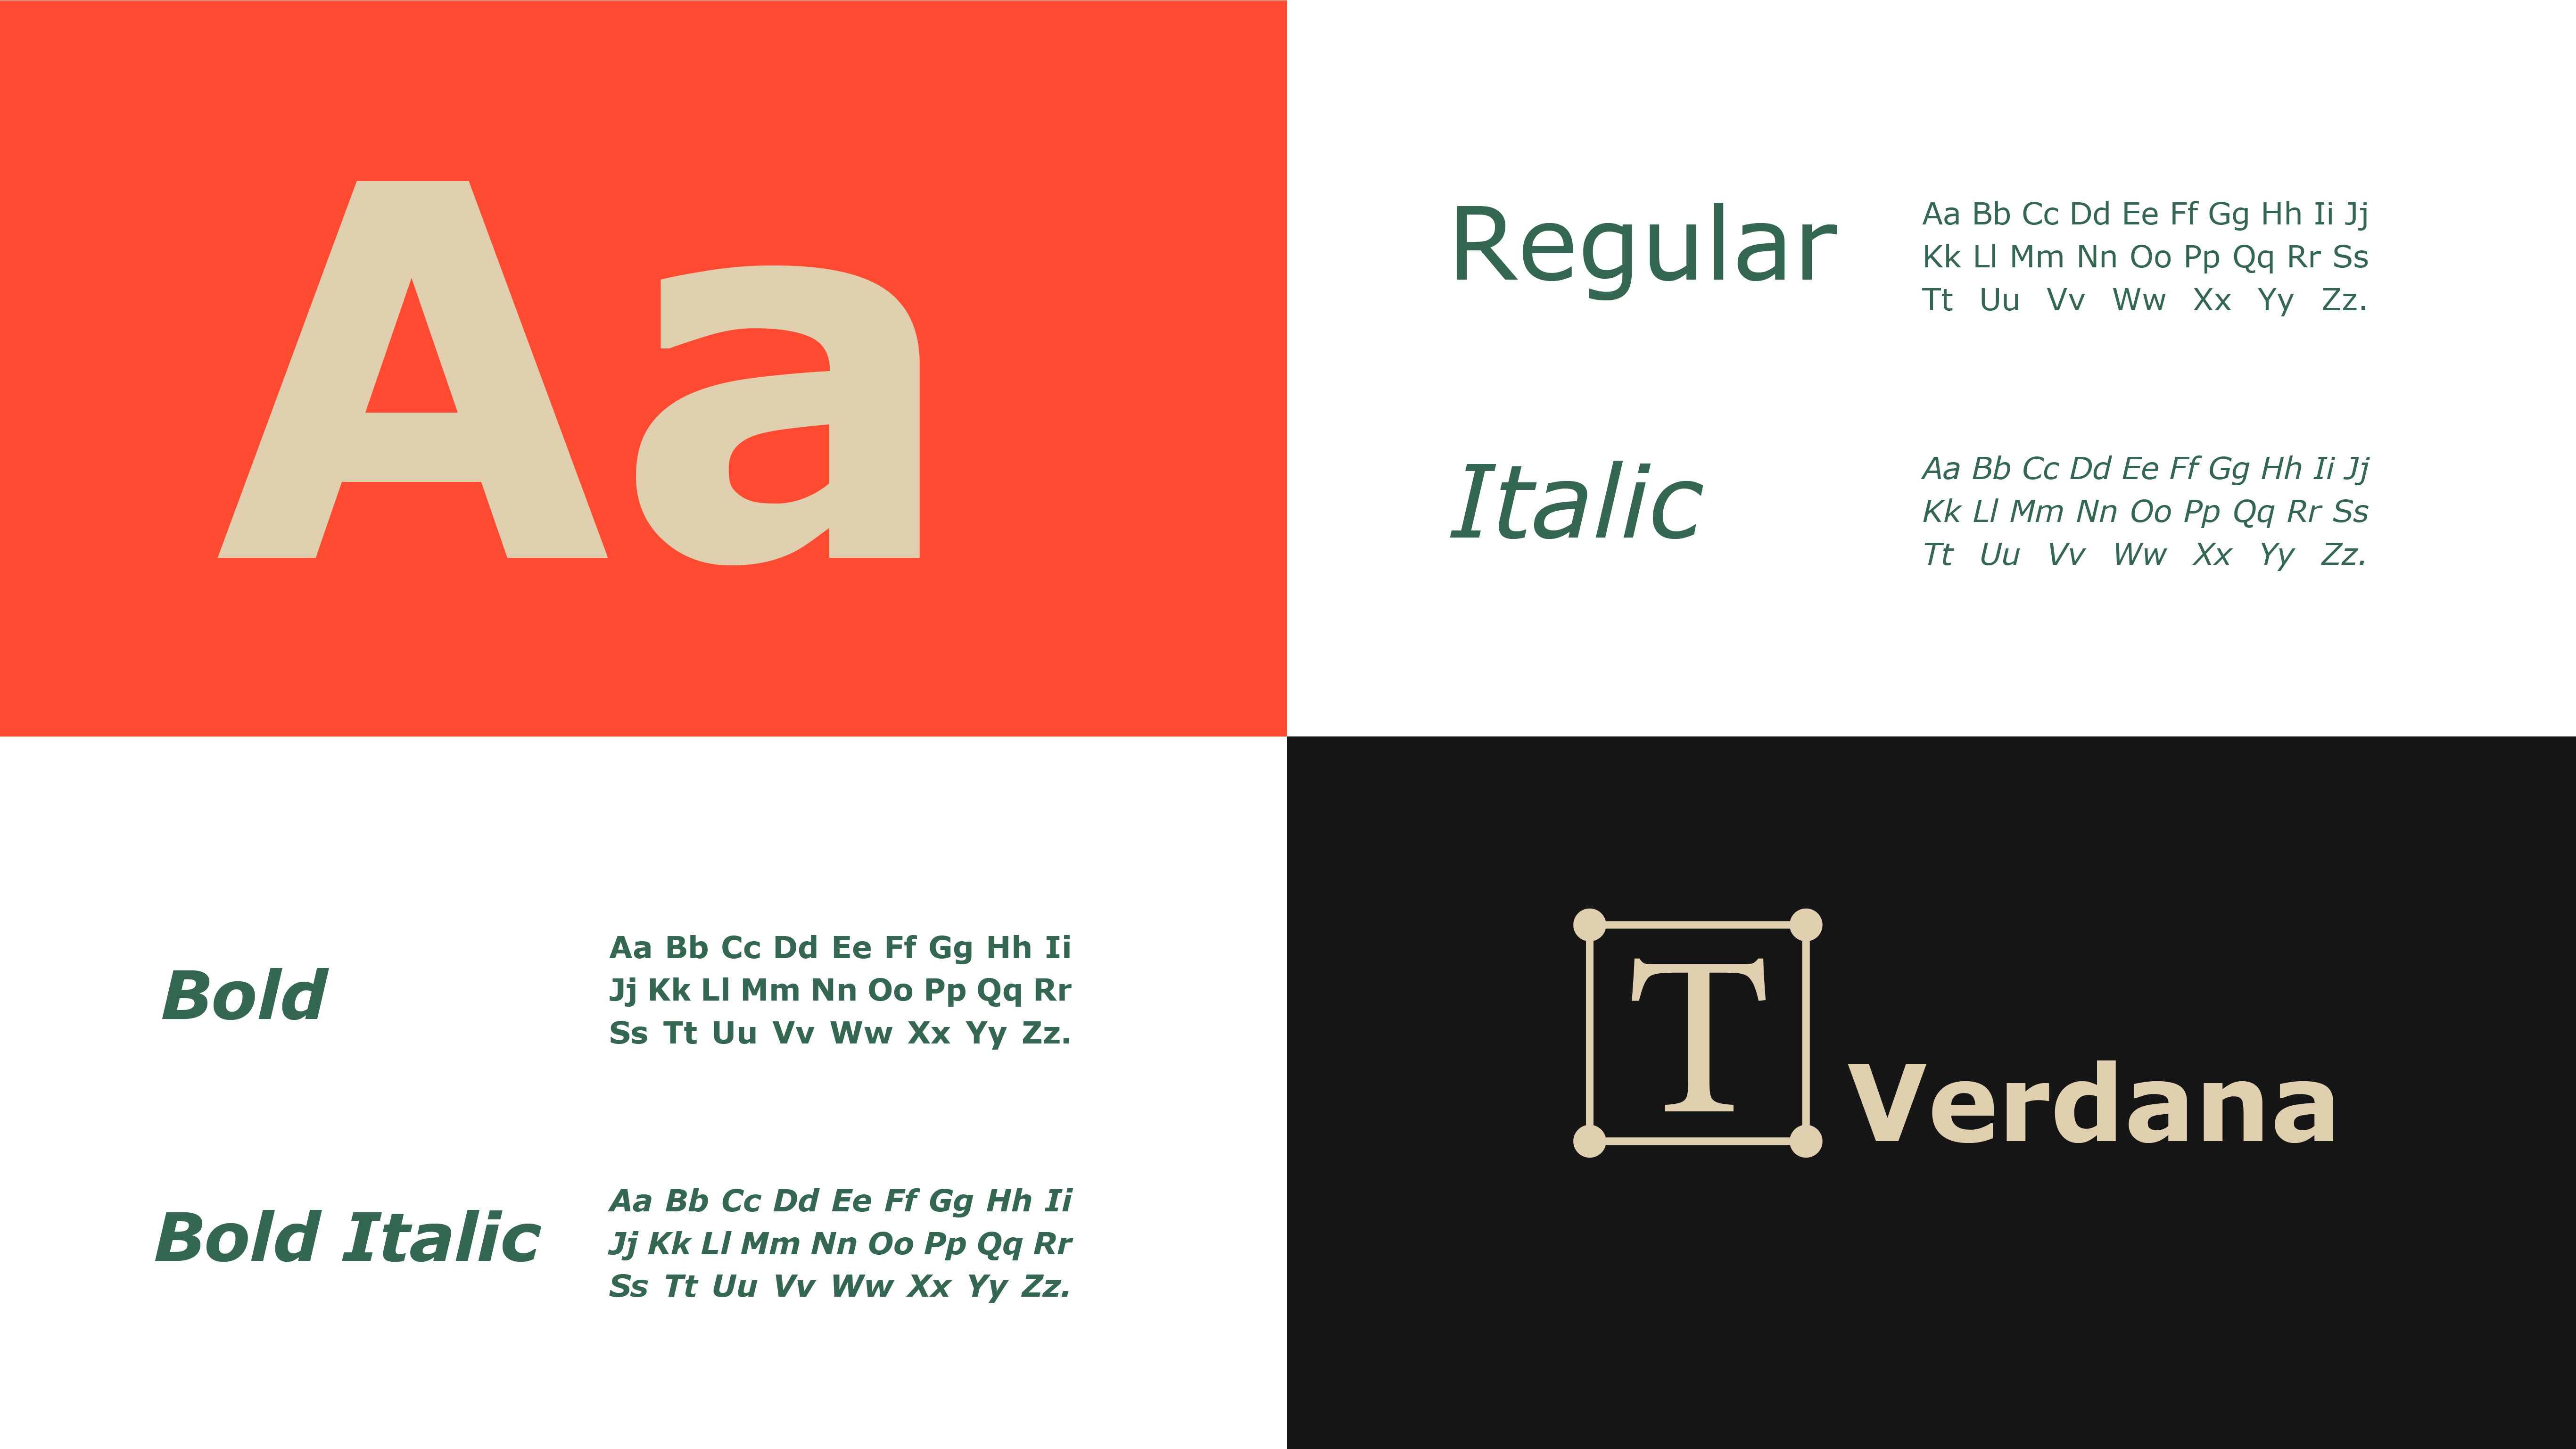 Aa
Regular
Aa Bb Cc Dd Ee Ff Gg Hh Ii Jj
Kk Ll Mm Nn Oo Pp Qq Rr Ss
Tt Uu Vv Ww Xx Yy Zz.
Italic
Aa Bb Cc Dd Ee Ff Gg Hh Ii Jj
Kk Ll Mm Nn Oo Pp Qq Rr Ss
Tt Uu Vv Ww Xx Yy Zz.
Bold
Aa Bb Cc Dd Ee Ff Gg Hh Ii
Jj Kk Ll Mm Nn Oo Pp Qq Rr
Ss Tt Uu Vv Ww Xx Yy Zz.
Bold Italic
Aa Bb Cc Dd Ee Ff Gg Hh Ii
Jj Kk Ll Mm Nn Oo Pp Qq Rr
Ss Tt Uu Vv Ww Xx Yy Zz.
T
Verdana